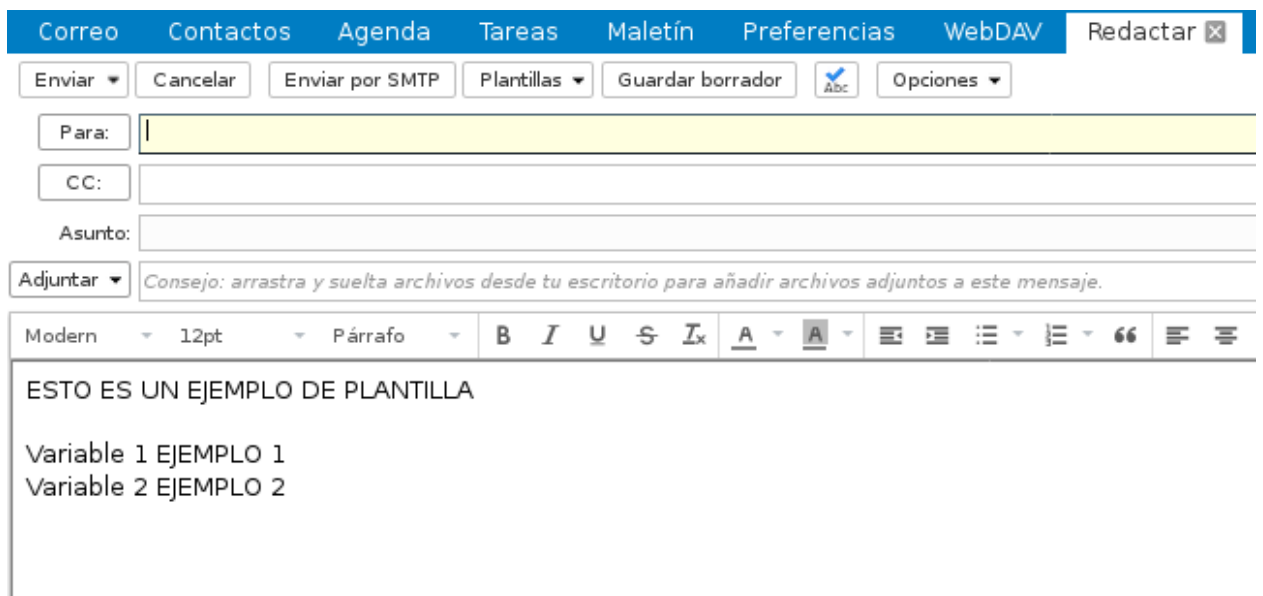 Correo Contactos Agenda Tareas Maletín Preferencias WebDAV Redactar
Enviar Cancelar Enviar por SMTP Plantillas Guardar borrador Abc Opciones
Para:
CC:
Asunto:
Adjuntar Consejo: arrastra y suelta archivos desde tu escritorio para añadir archivos adjuntos a este mensaje.
Modern 12pt Párrafo B I U S Tx A A
ESTO ES UN EJEMPLO DE PLANTILLA
Variable 1 EJEMPLO 1
Variable 2 EJEMPLO 2